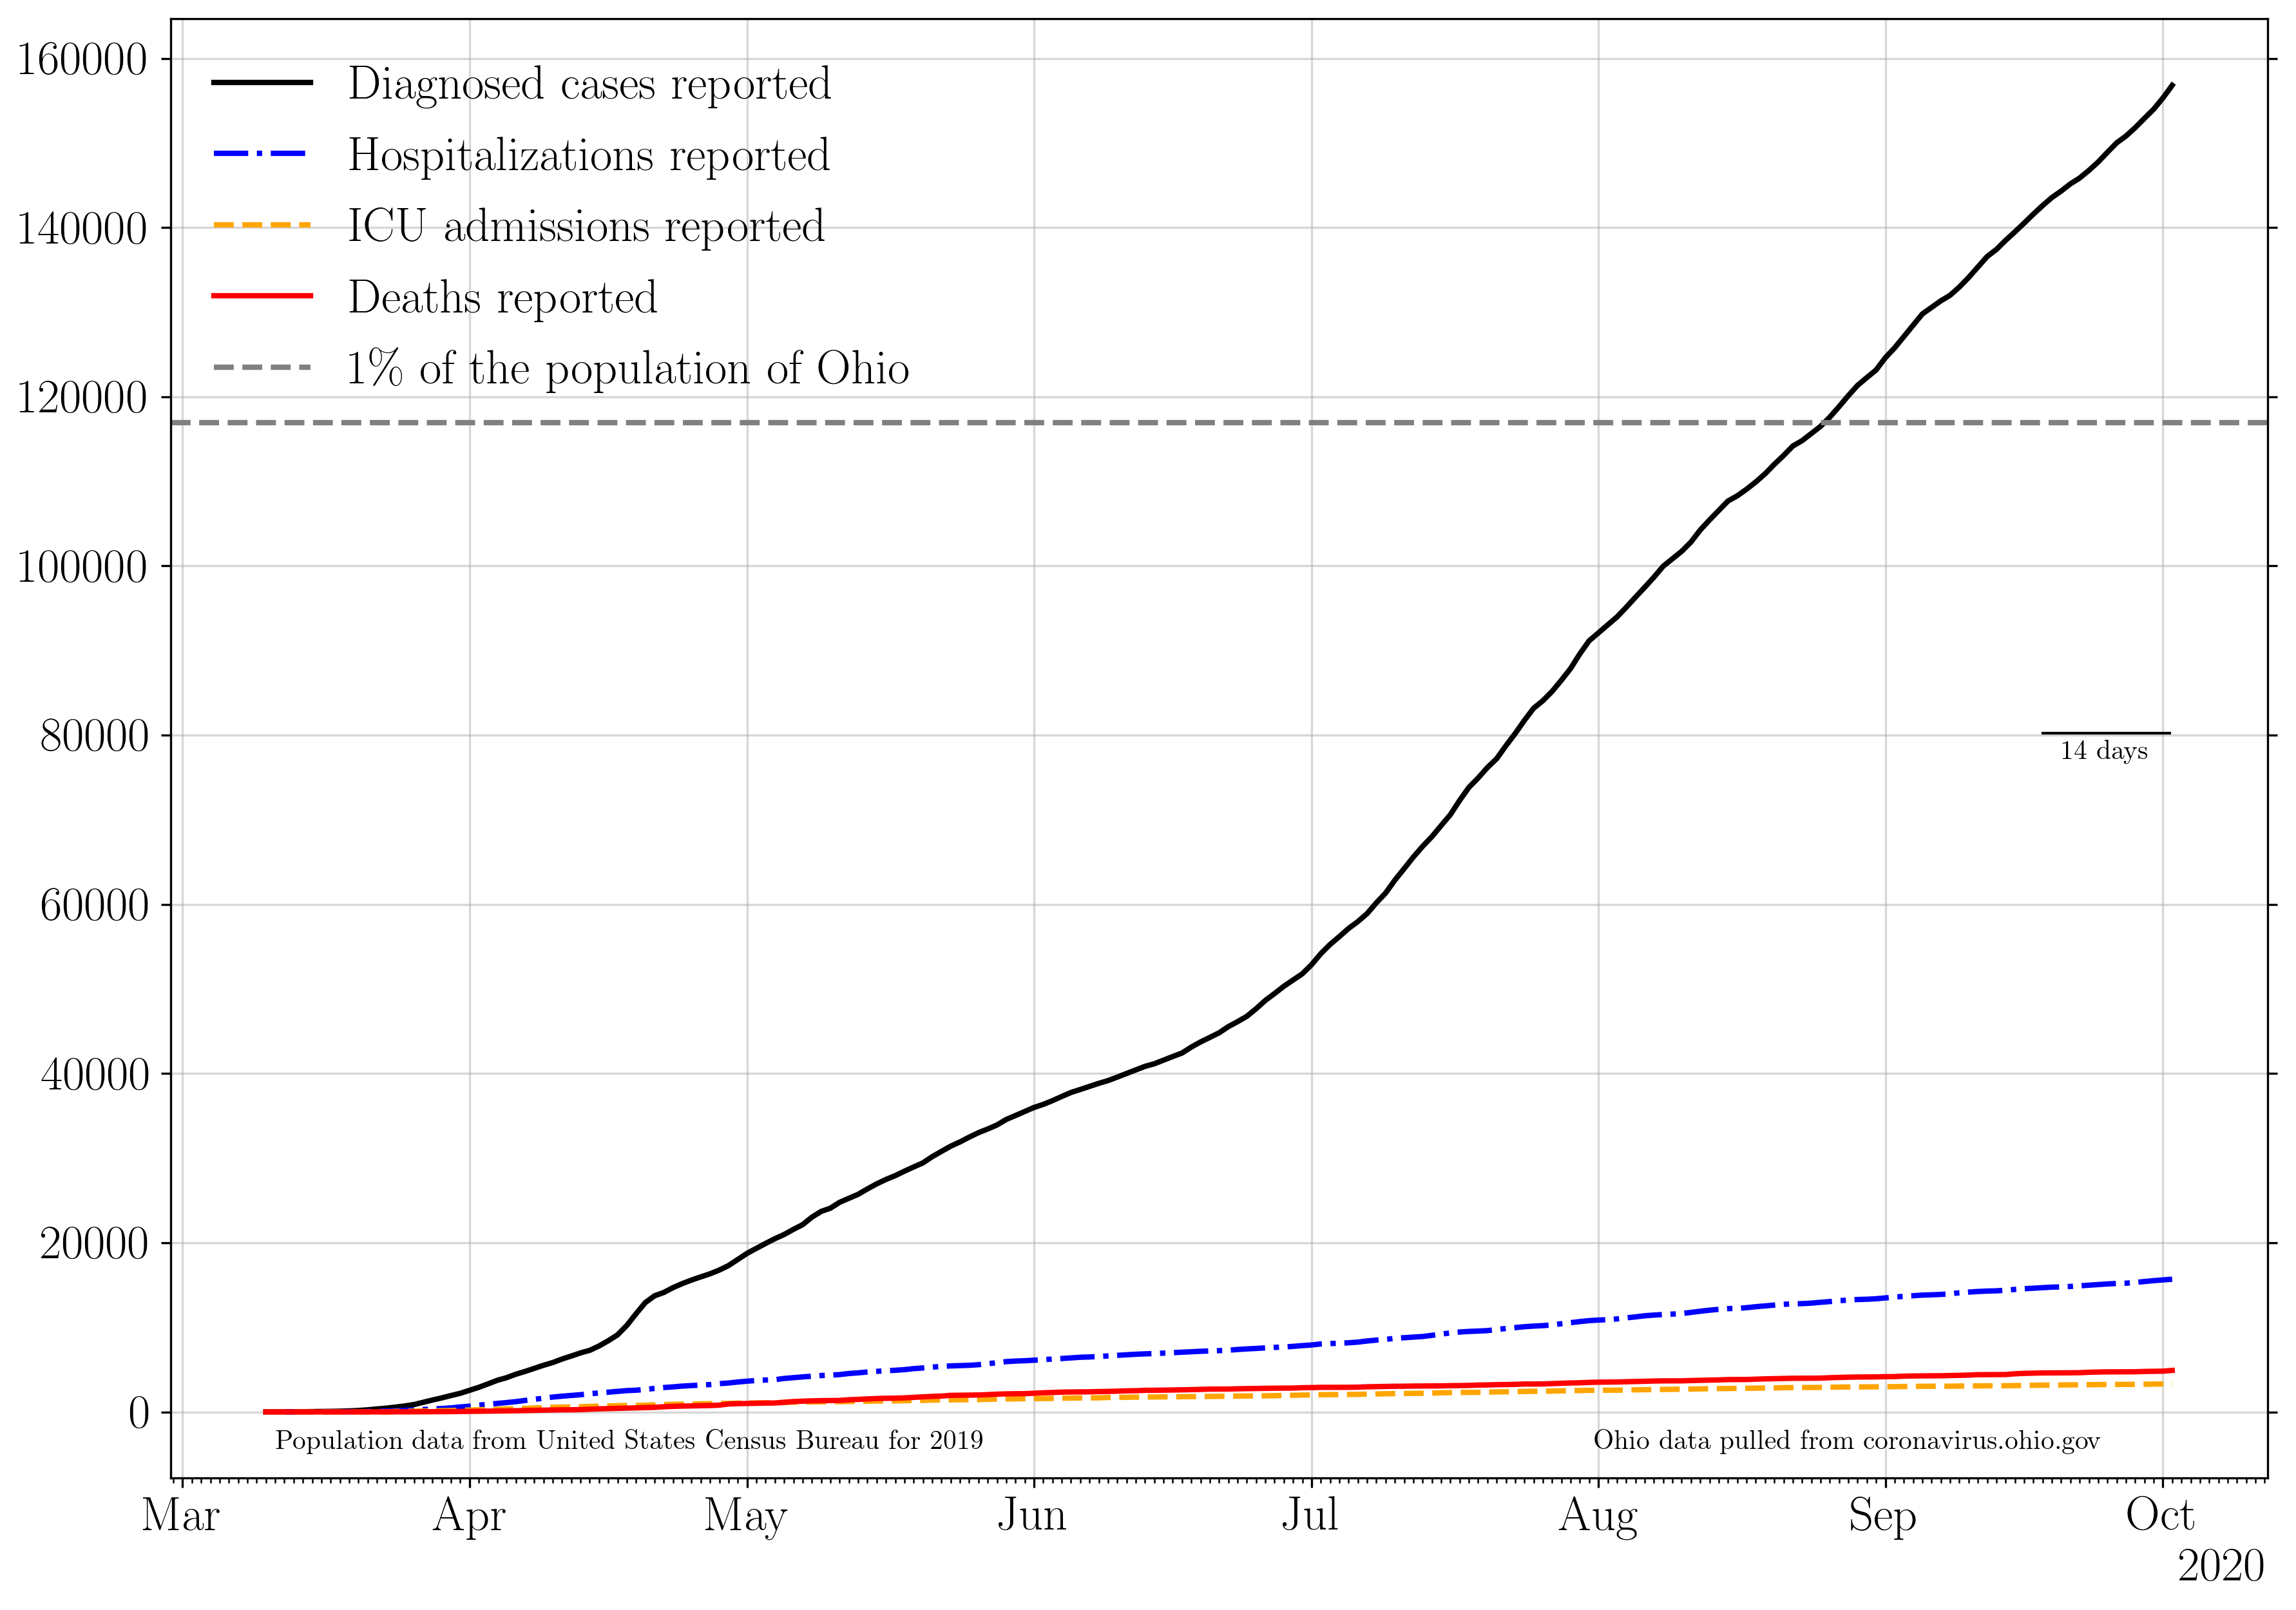 160000
140000
120000
100000
80000
60000
40000
20000
0
Diagnosed cases reported
Hospitalizations reported
ICU admissions reported
Deaths reported
1% of the population of Ohio
14 days
Population data from United States Census Bureau for 2019
Ohio data pulled from coronavirus.ohio.gov
Mar Apr May Jun Jul Aug Sep Oct
2020